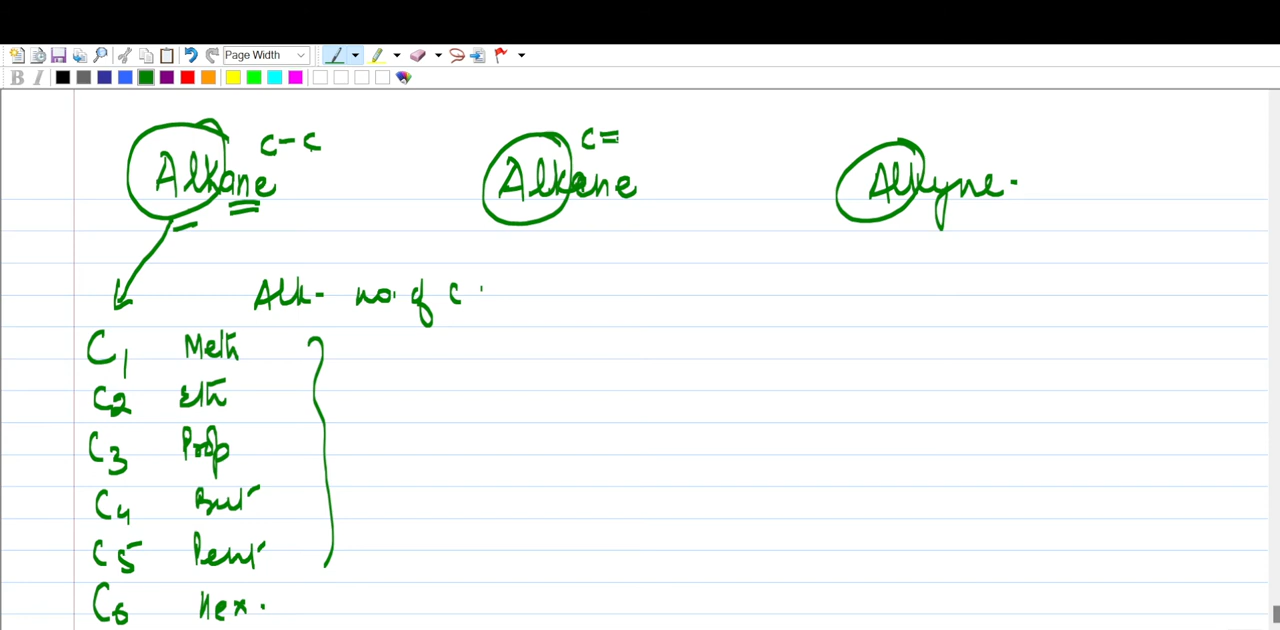 Page Width
B I
C-C
C=
Alkane
Alkene
Alkyne.
Alk- no. of C.
C1 Meth
C2 Eth
C3 Prop
C4 But
C5 Pent
C6 Hex.